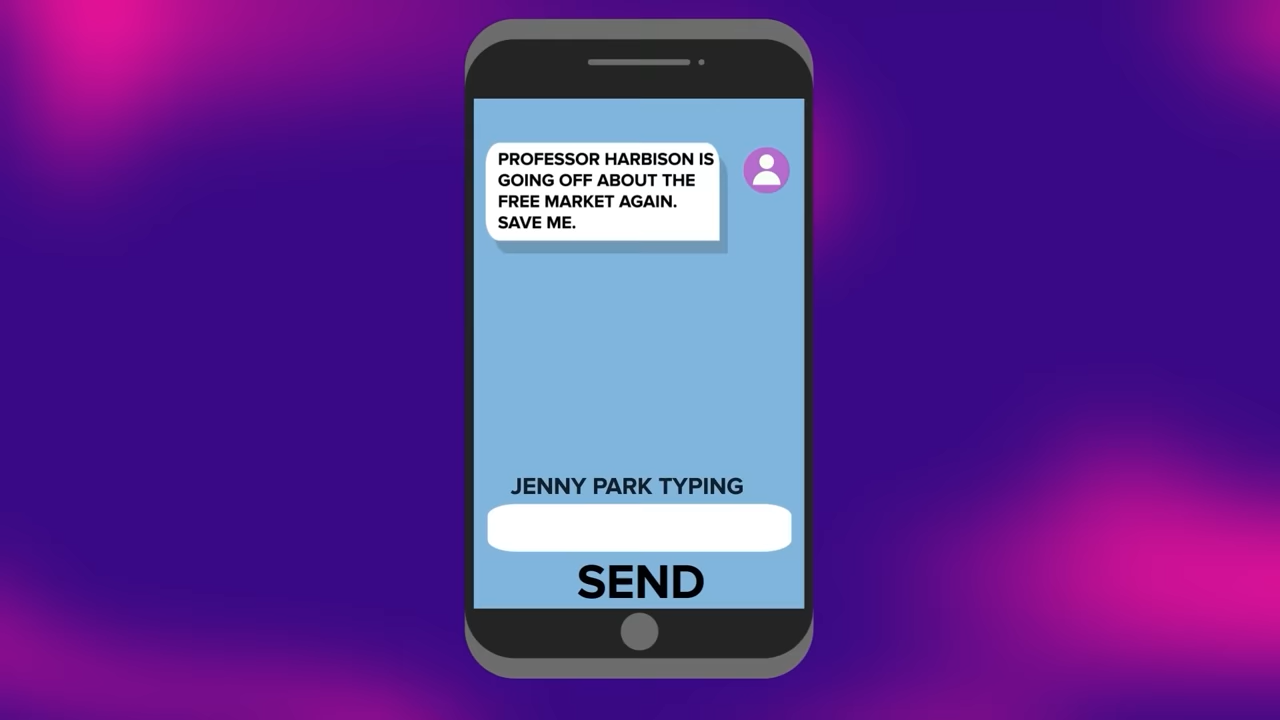 PROFESSOR HARBISON IS
GOING OFF ABOUT THE
FREE MARKET AGAIN.
SAVE ME.
JENNY PARK TYPING
SEND